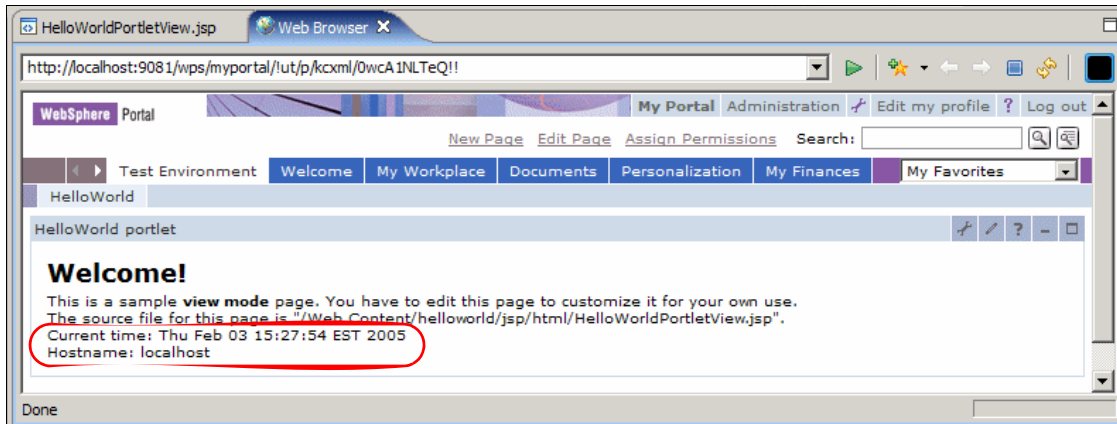 HelloWorldPortletView.jsp Web Browser
http://localhost:9081/wps/myportal/!ut/p/kcxml/0wcA1NLTeQ!!
WebSphere Portal My Portal Administration Edit my profile ? Log out
New Page Edit Page Assign Permissions Search:
Test Environment Welcome My Workplace Documents Personalization My Finances My Favorites
HelloWorld
HelloWorld portlet ?
Welcome!
This is a sample view mode page. You have to edit this page to customize it for your own use.
The source file for this page is "/Web Content/helloworld/jsp/html/HelloWorldPortletView.jsp".
Current time: Thu Feb 03 15:27:54 EST 2005
Hostname: localhost
Done